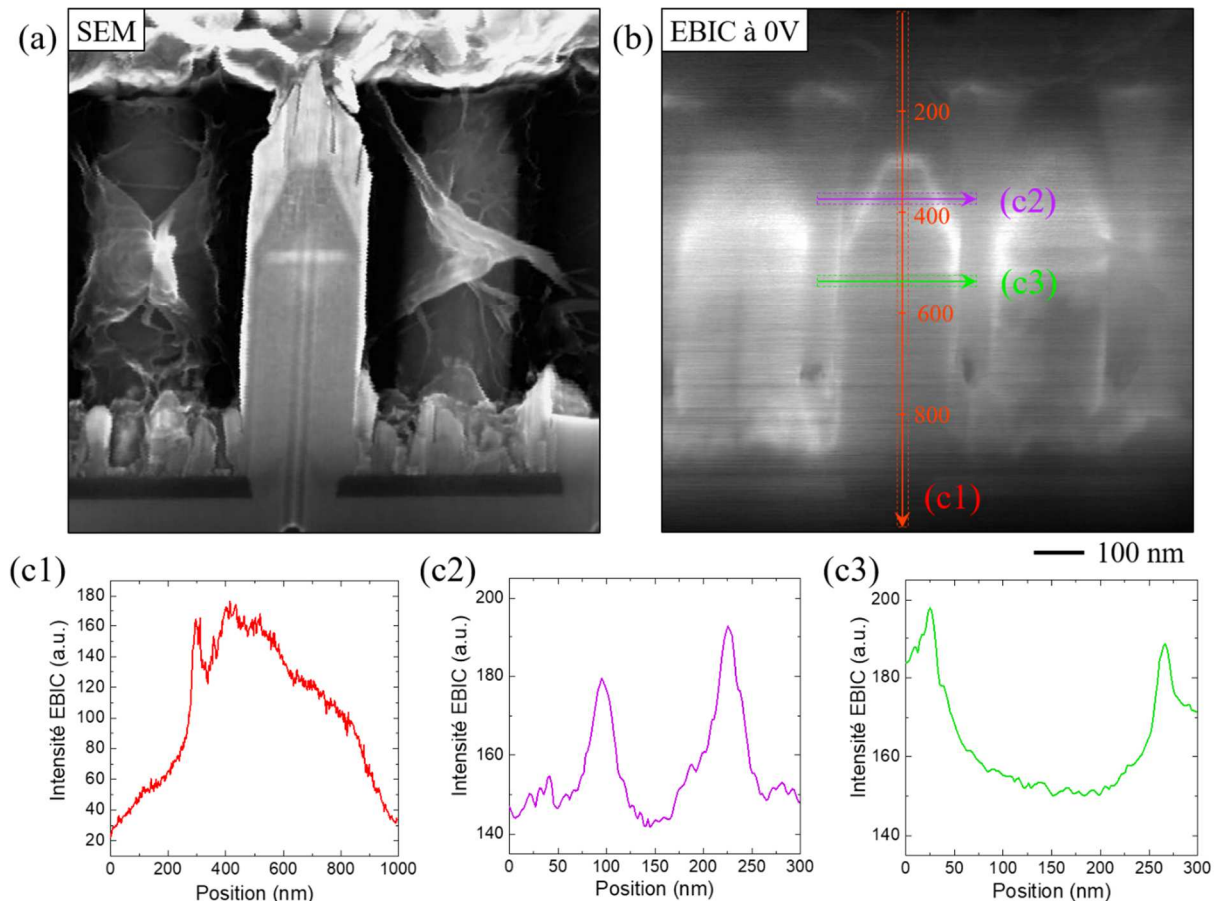 (a) SEM
(b) EBIC à 0V
200
(c2)
400
(c3)
600
800
(c1)
100 nm
(c1)
180
160
140
120
100
80
60
40
20
0 200 400 600 800 1000
Intensité EBIC (a.u.)
Position (nm)
(c2)
200
180
160
140
0 50 100 150 200 250 300
Intensité EBIC (a.u.)
Position (nm)
(c3)
200
180
160
140
0 50 100 150 200 250 300
Intensité EBIC (a.u.)
Position (nm)